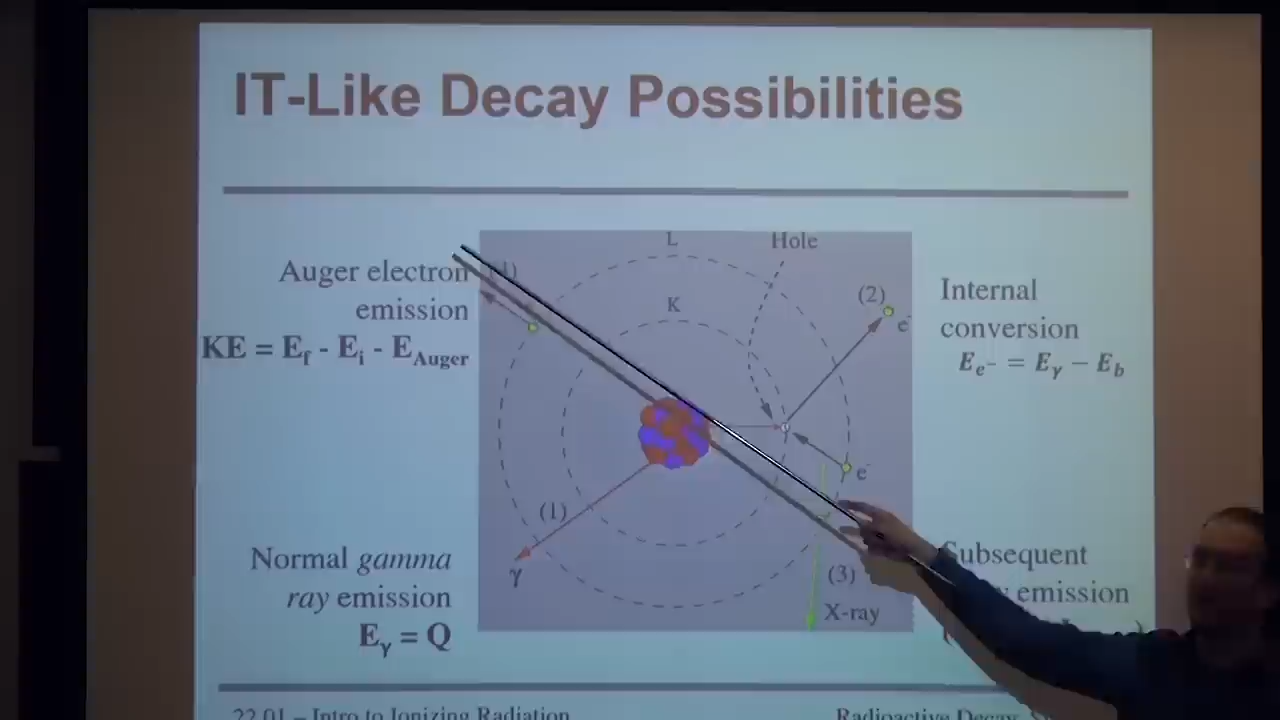 IT-Like Decay Possibilities
Auger electron
emission
KE = Ef - Ei - EAuger
L
Hole
K
(2)
e-
Internal
conversion
Ee- = Eγ − Eb
e-
(1)
γ
Normal gamma
ray emission
Eγ = Q
(3)
X-ray
Subsequent
emission
22.01 – Intro to Ionizing Radiation
Radioactive Decay,